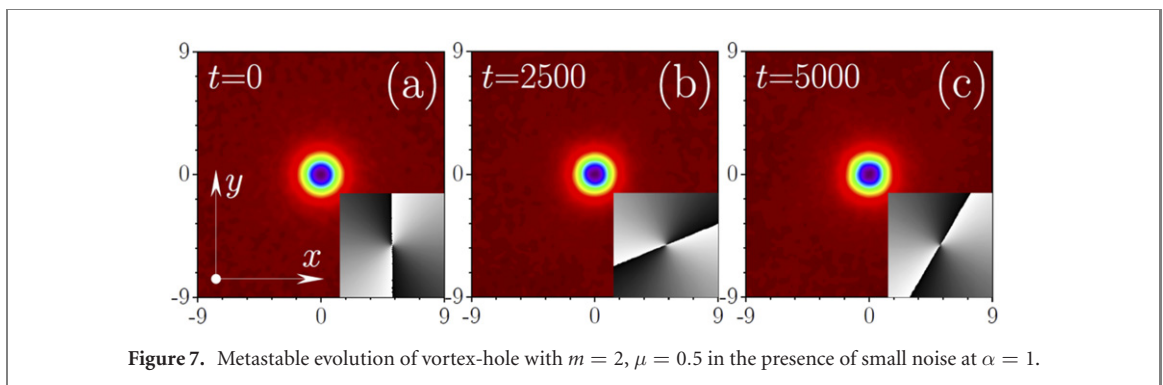 9
t=0
(a)
0
y
x
-9
-9
0
9
9
t=2500
(b)
0
-9
-9
0
9
9
t=5000
(c)
0
-9
-9
0
9
Figure 7. Metastable evolution of vortex-hole with m = 2, μ = 0.5 in the presence of small noise at α = 1.